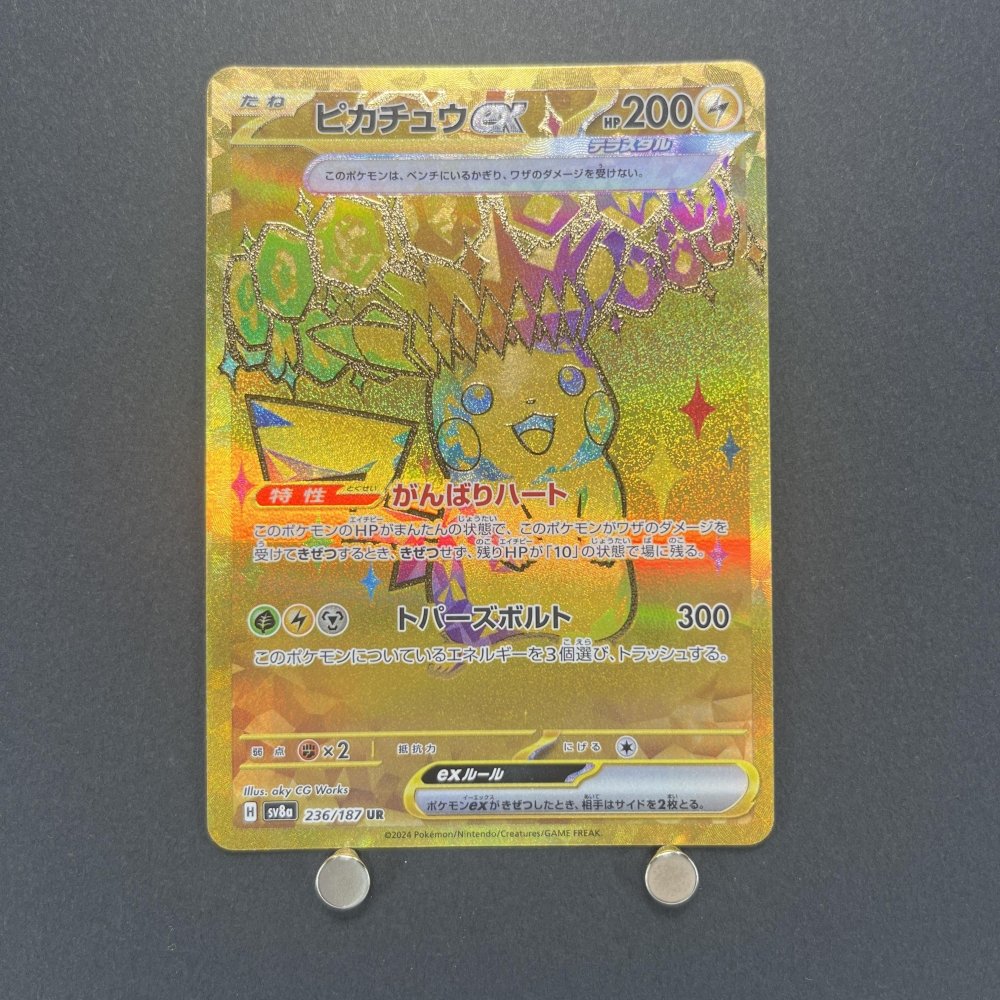 たね ピカチュウex HP 200
テラスタル
このポケモンは、ベンチにいるかぎり、ワザのダメージを受けない。
特性 とくせい がんばりハート
このポケモンのHPがまんたんの状態で、このポケモンがワザのダメージを
受けてきぜつするとき、きぜつせず、残りHPが「10」の状態で場に残る。
トパーズボルト 300
このポケモンについているエネルギーを3個選び、トラッシュする。
弱点 ×2 抵抗力 にげる
exルール
ポケモンexがきぜつしたとき、相手はサイドを2枚とる。
Illus. aky CG Works
H sv8a 236/187 UR
©2024 Pokémon/Nintendo/Creatures/GAME FREAK.